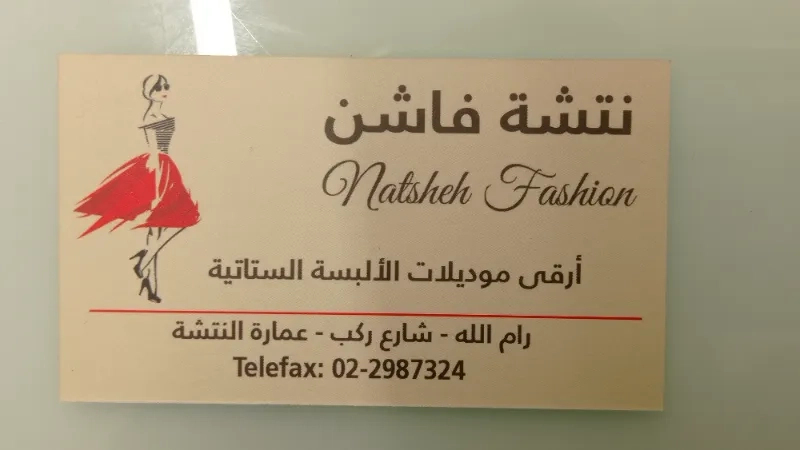 نتشة فاشن
Natsheh Fashion
أرقى موديلات الألبسة الستاتية
رام الله - شارع ركب - عمارة النتشة
Telefax: 02-2987324